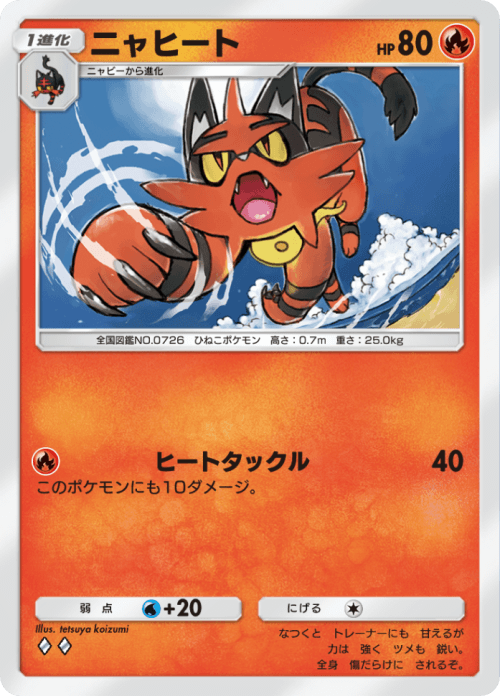 1進化 ニャヒート HP80
ニャビーから進化
全国図鑑NO.0726 ひねこポケモン 高さ:0.7m 重さ:25.0kg
ヒートタックル 40
このポケモンにも10ダメージ。
弱点 +20 にげる
Illus. tetsuya koizumi
なつくと トレーナーにも 甘えるが
力は 強く ツメも 鋭い。
全身 傷だらけに されるぞ。